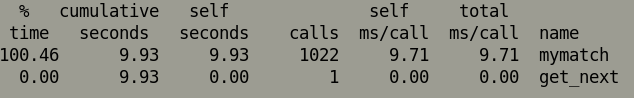 % cumulative self self total
time seconds seconds calls ms/call ms/call name
100.46 9.93 9.93 1022 9.71 9.71 mymatch
0.00 9.93 0.00 1 0.00 0.00 get_next